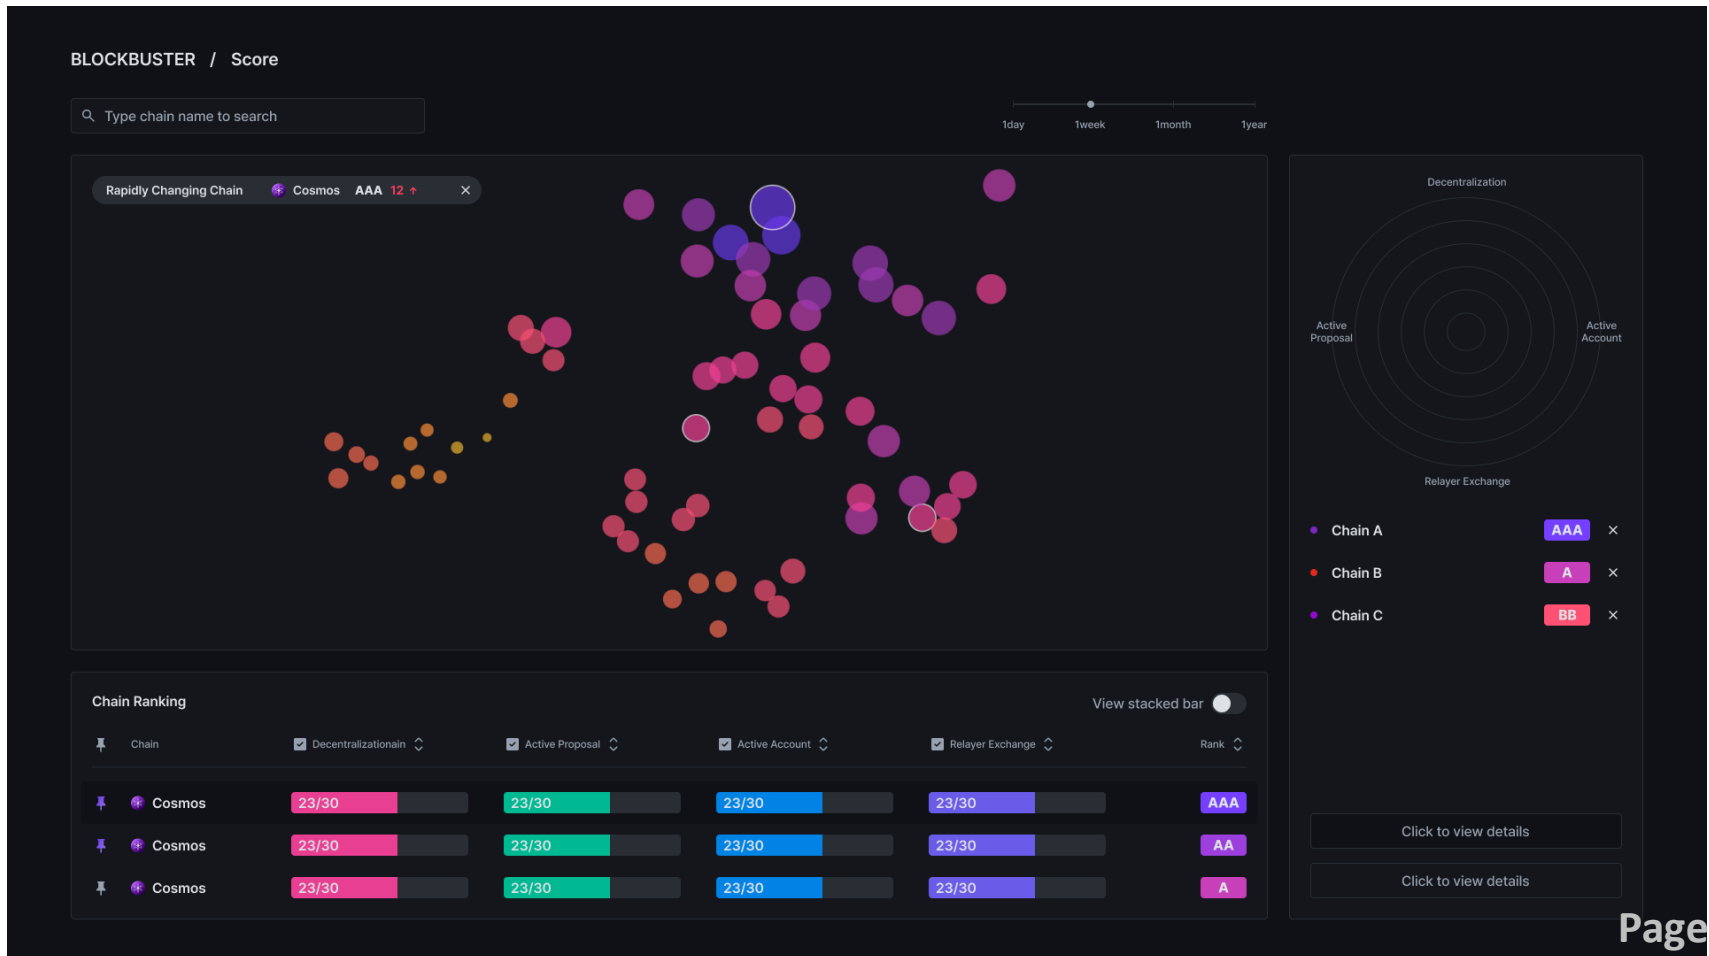 BLOCKBUSTER / Score
Type chain name to search
1day 1week 1month 1year
Rapidly Changing Chain Cosmos AAA 12 ↑ ×
Decentralization
Active Proposal
Active Account
Relayer Exchange
Chain A AAA ×
Chain B A ×
Chain C BB ×
Chain Ranking
View stacked bar
Chain Decentralizationain Active Proposal Active Account Relayer Exchange Rank
Cosmos 23/30 23/30 23/30 23/30 AAA
Cosmos 23/30 23/30 23/30 23/30 AA
Cosmos 23/30 23/30 23/30 23/30 A
Click to view details
Click to view details
Page